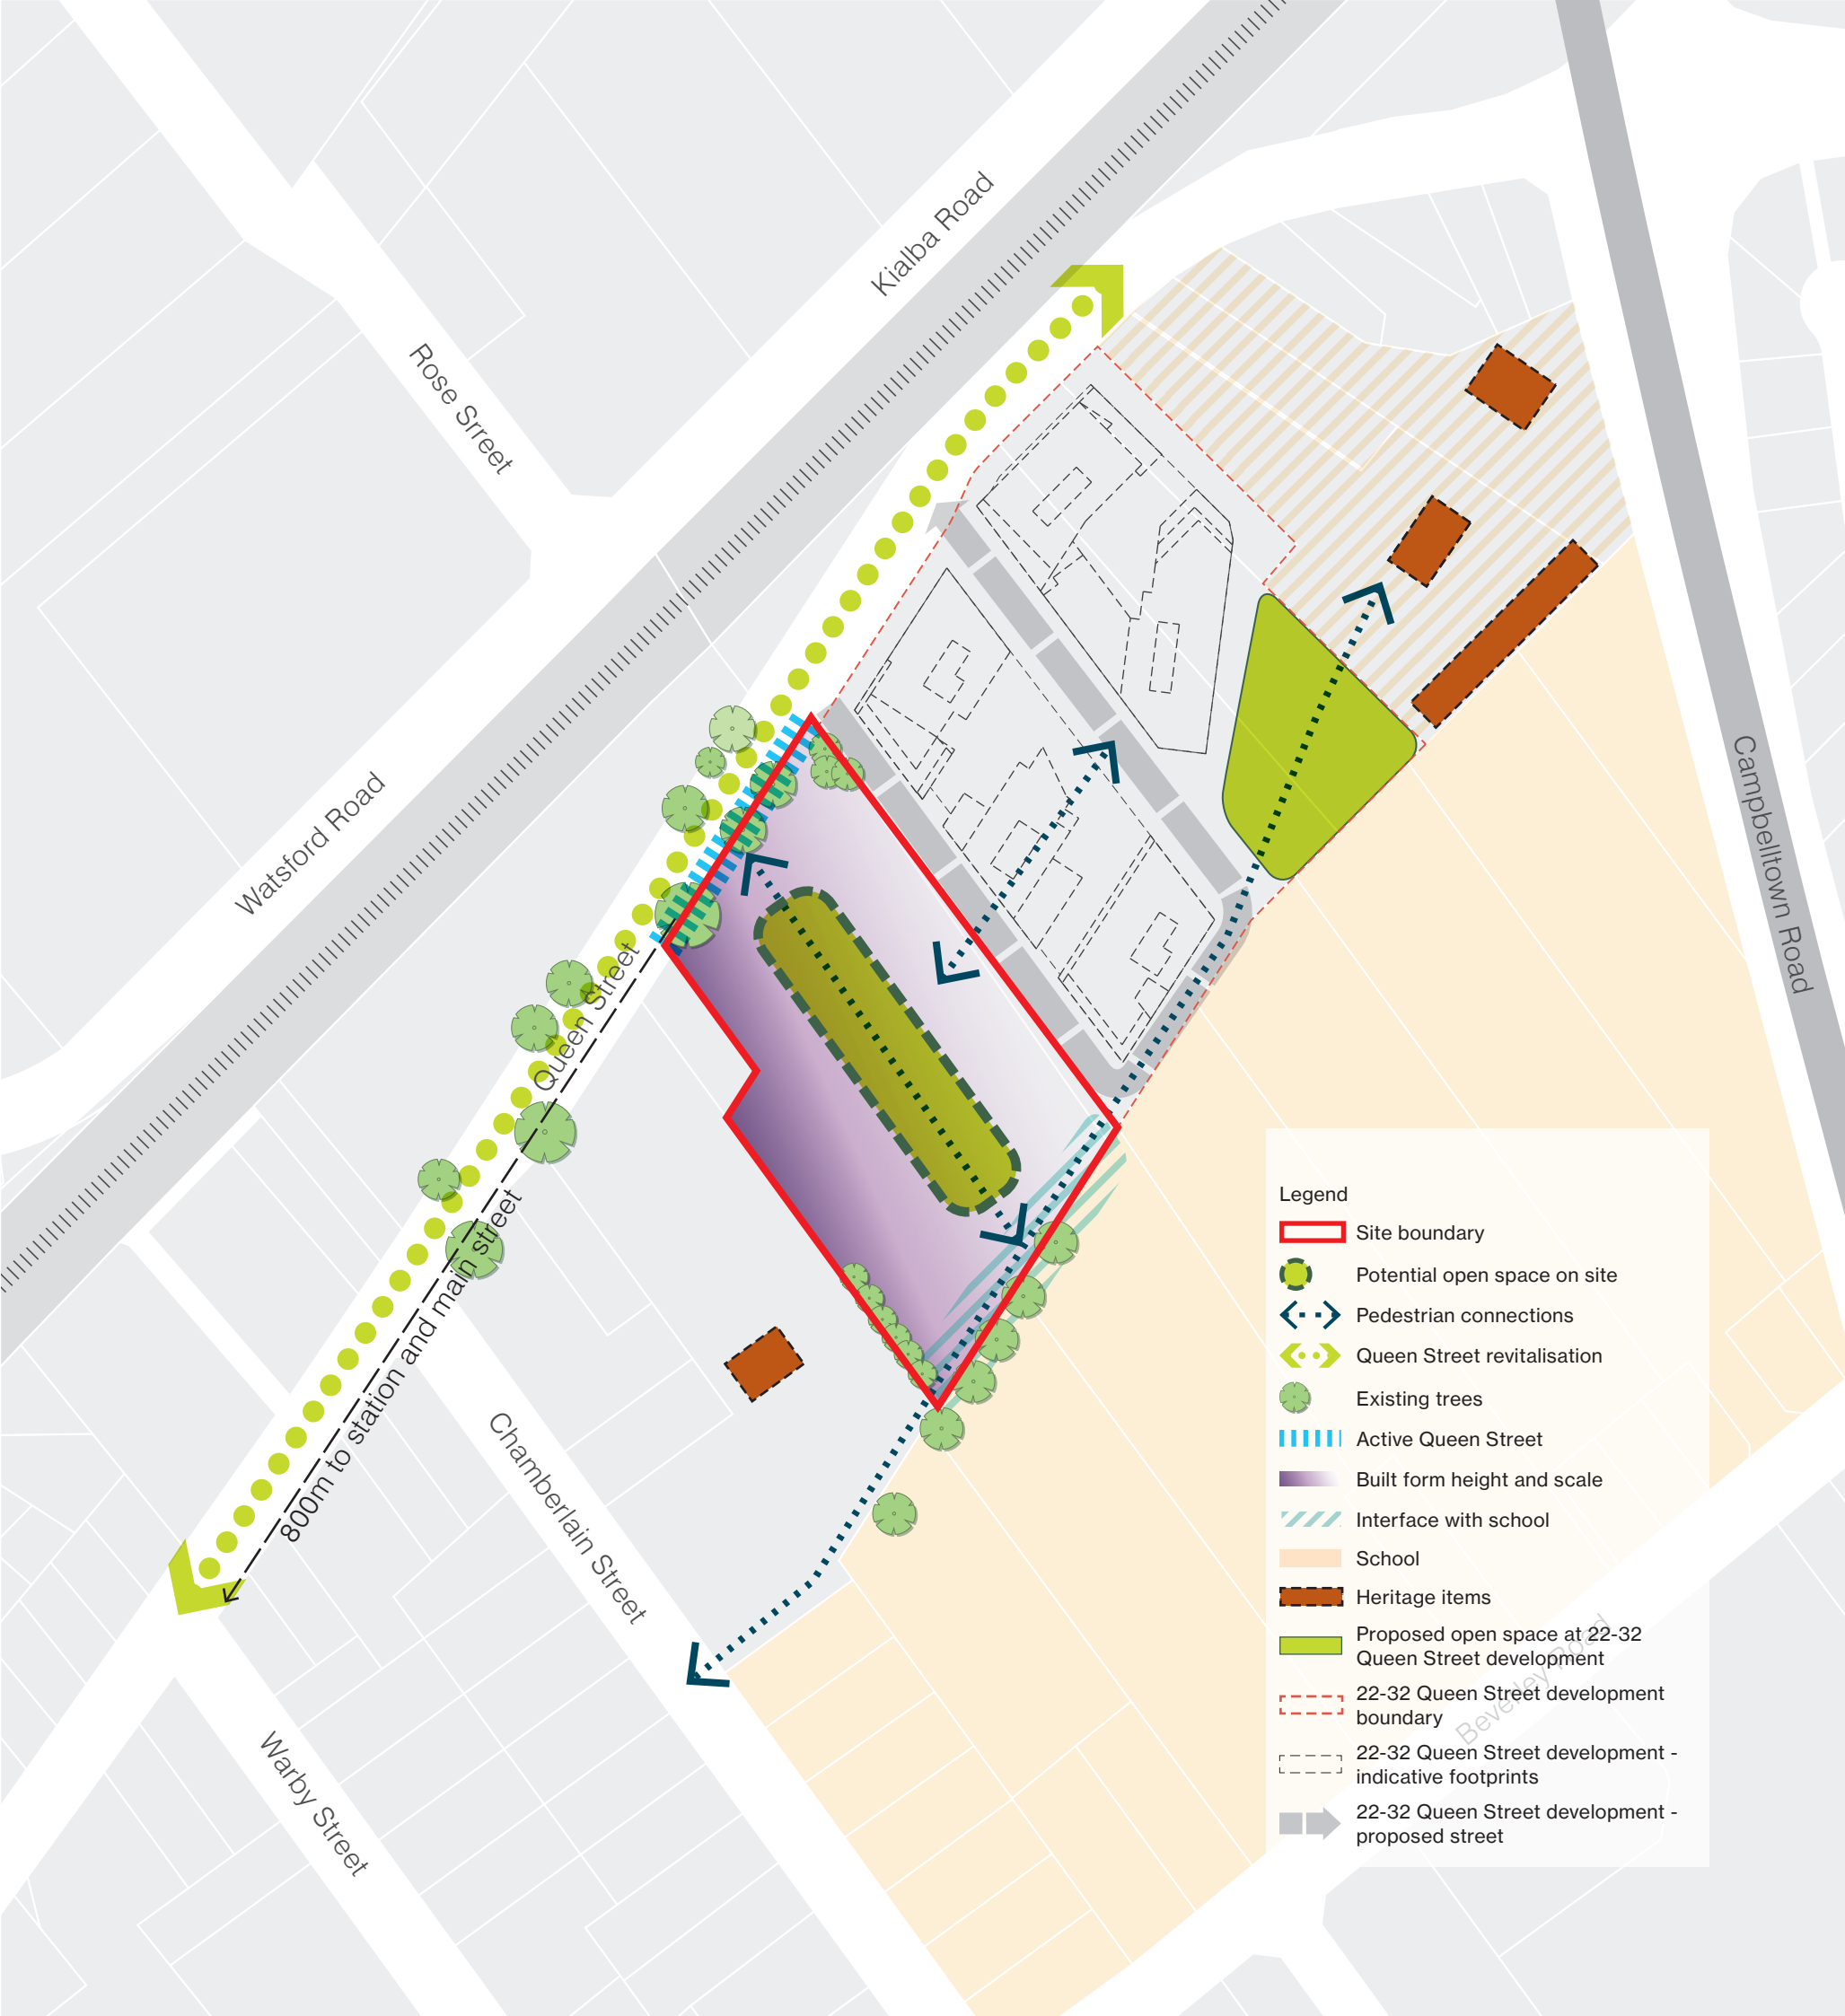 Kialba Road
Rose Srreet
Watsford Road
Campbelltown Road
Queen Street
800m to station and main street
Chamberlain Street
Warby Street
Beverley Road
Legend
Site boundary
Potential open space on site
Pedestrian connections
Queen Street revitalisation
Existing trees
Active Queen Street
Built form height and scale
Interface with school
School
Heritage items
Proposed open space at 22-32
Queen Street development
22-32 Queen Street development
boundary
22-32 Queen Street development -
indicative footprints
22-32 Queen Street development -
proposed street